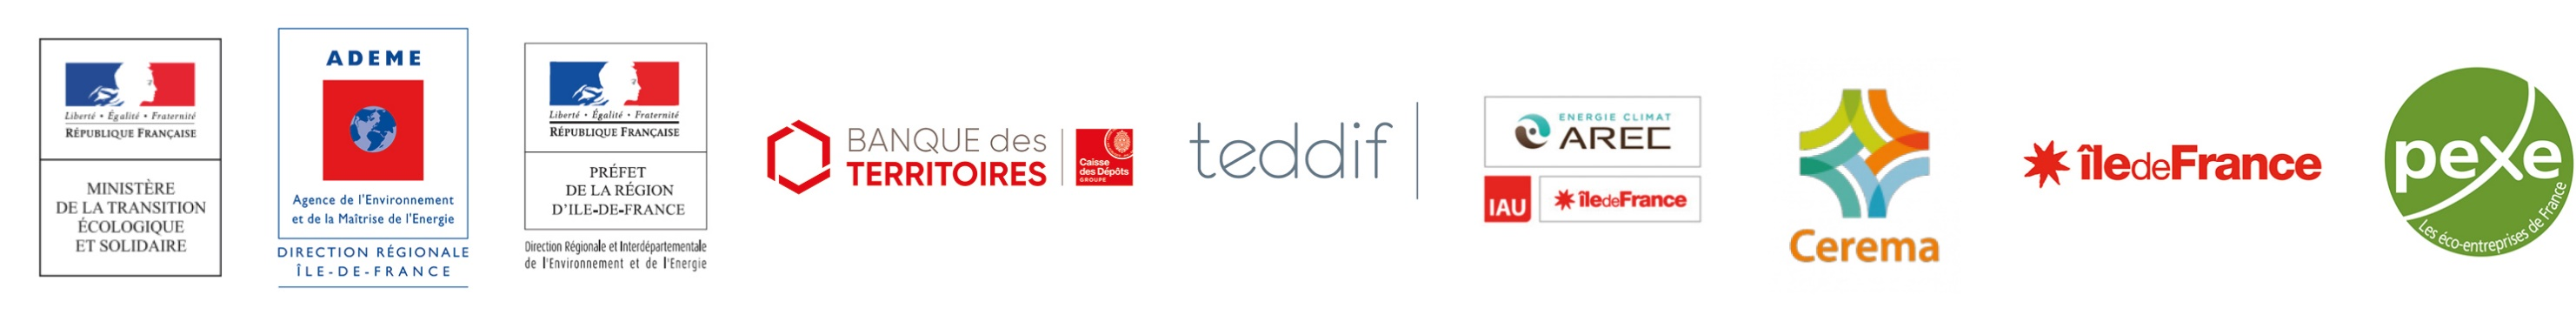 Liberté • Égalité • Fraternité
RÉPUBLIQUE FRANÇAISE
MINISTÈRE
DE LA TRANSITION
ÉCOLOGIQUE
ET SOLIDAIRE
ADEME
Agence de l'Environnement
et de la Maîtrise de l'Energie
DIRECTION RÉGIONALE
ÎLE-DE-FRANCE
Liberté • Égalité • Fraternité
RÉPUBLIQUE FRANÇAISE
PRÉFET
DE LA RÉGION
D'ILE-DE-FRANCE
Direction Régionale et Interdépartementale
de l'Environnement et de l'Energie
BANQUE des
TERRITOIRES
Caisse
des Dépôts
GROUPE
teddif
ENERGIE CLIMAT
AREC
IAU
îledeFrance
Cerema
îledeFrance
pexe
Les éco-entreprises de France